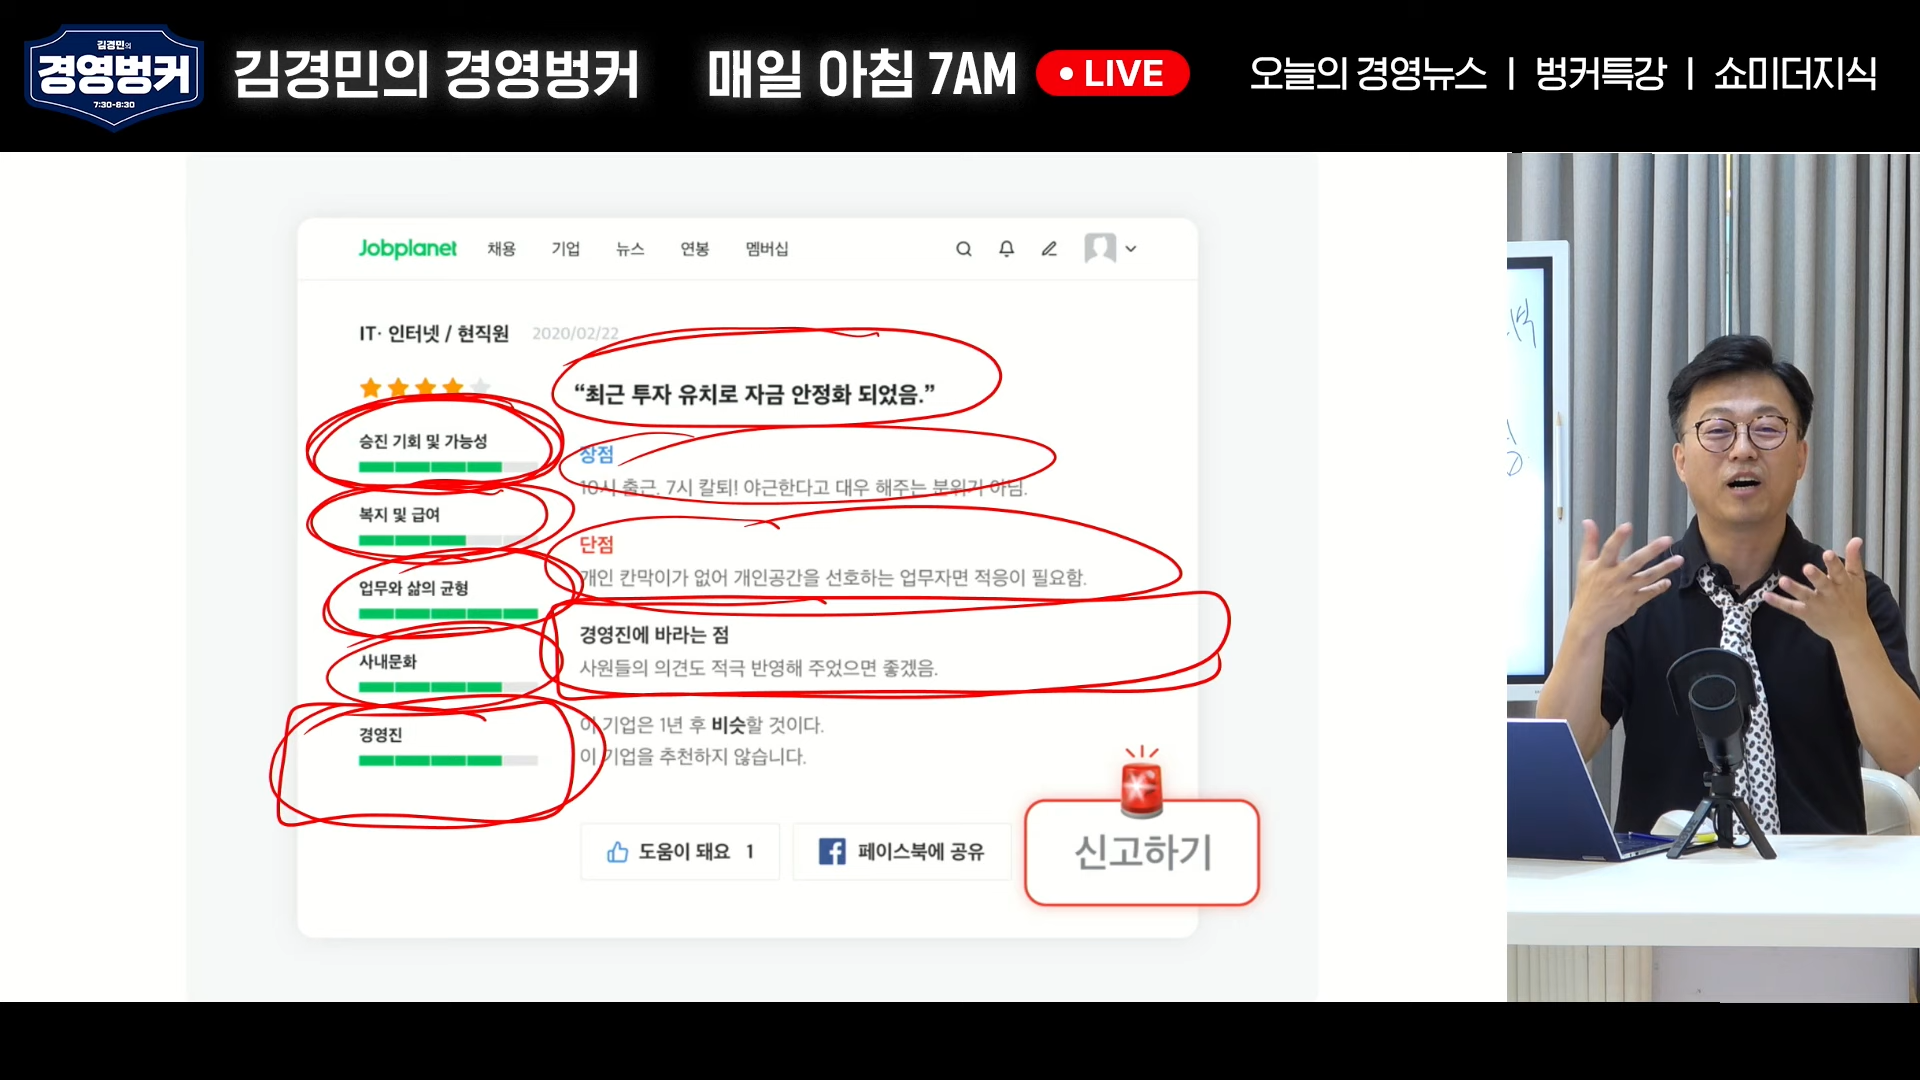 김경민의
경영벙커
7:30-8:30
김경민의 경영벙커 매일 아침 7AM • LIVE 오늘의 경영뉴스 | 벙커특강 | 쇼미더지식
Jobplanet 채용 기업 뉴스 연봉 멤버십
IT· 인터넷 / 현직원 2020/02/22
“최근 투자 유치로 자금 안정화 되었음.”
승진 기회 및 가능성
복지 및 급여
업무와 삶의 균형
사내문화
경영진
장점
10시 출근. 7시 칼퇴! 야근한다고 대우 해주는 분위기 아님.
단점
개인 칸막이가 없어 개인공간을 선호하는 업무자면 적응이 필요함.
경영진에 바라는 점
사원들의 의견도 적극 반영해 주었으면 좋겠음.
이 기업은 1년 후 비슷할 것이다.
이 기업을 추천하지 않습니다.
도움이 돼요 1
페이스북에 공유
신고하기